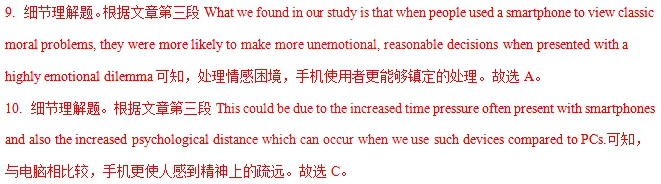 9. 细节理解题。根据文章第三段 What we found in our study is that when people used a smartphone to view classic
moral problems, they were more likely to make more unemotional, reasonable decisions when presented with a
highly emotional dilemma 可知，处理情感困境，手机使用者更能够镇定的处理。故选 A。
10. 细节理解题。根据文章第三段 This could be due to the increased time pressure often present with smartphones
and also the increased psychological distance which can occur when we use such devices compared to PCs.可知，
与电脑相比较，手机更使人感到精神上的疏远。故选 C。